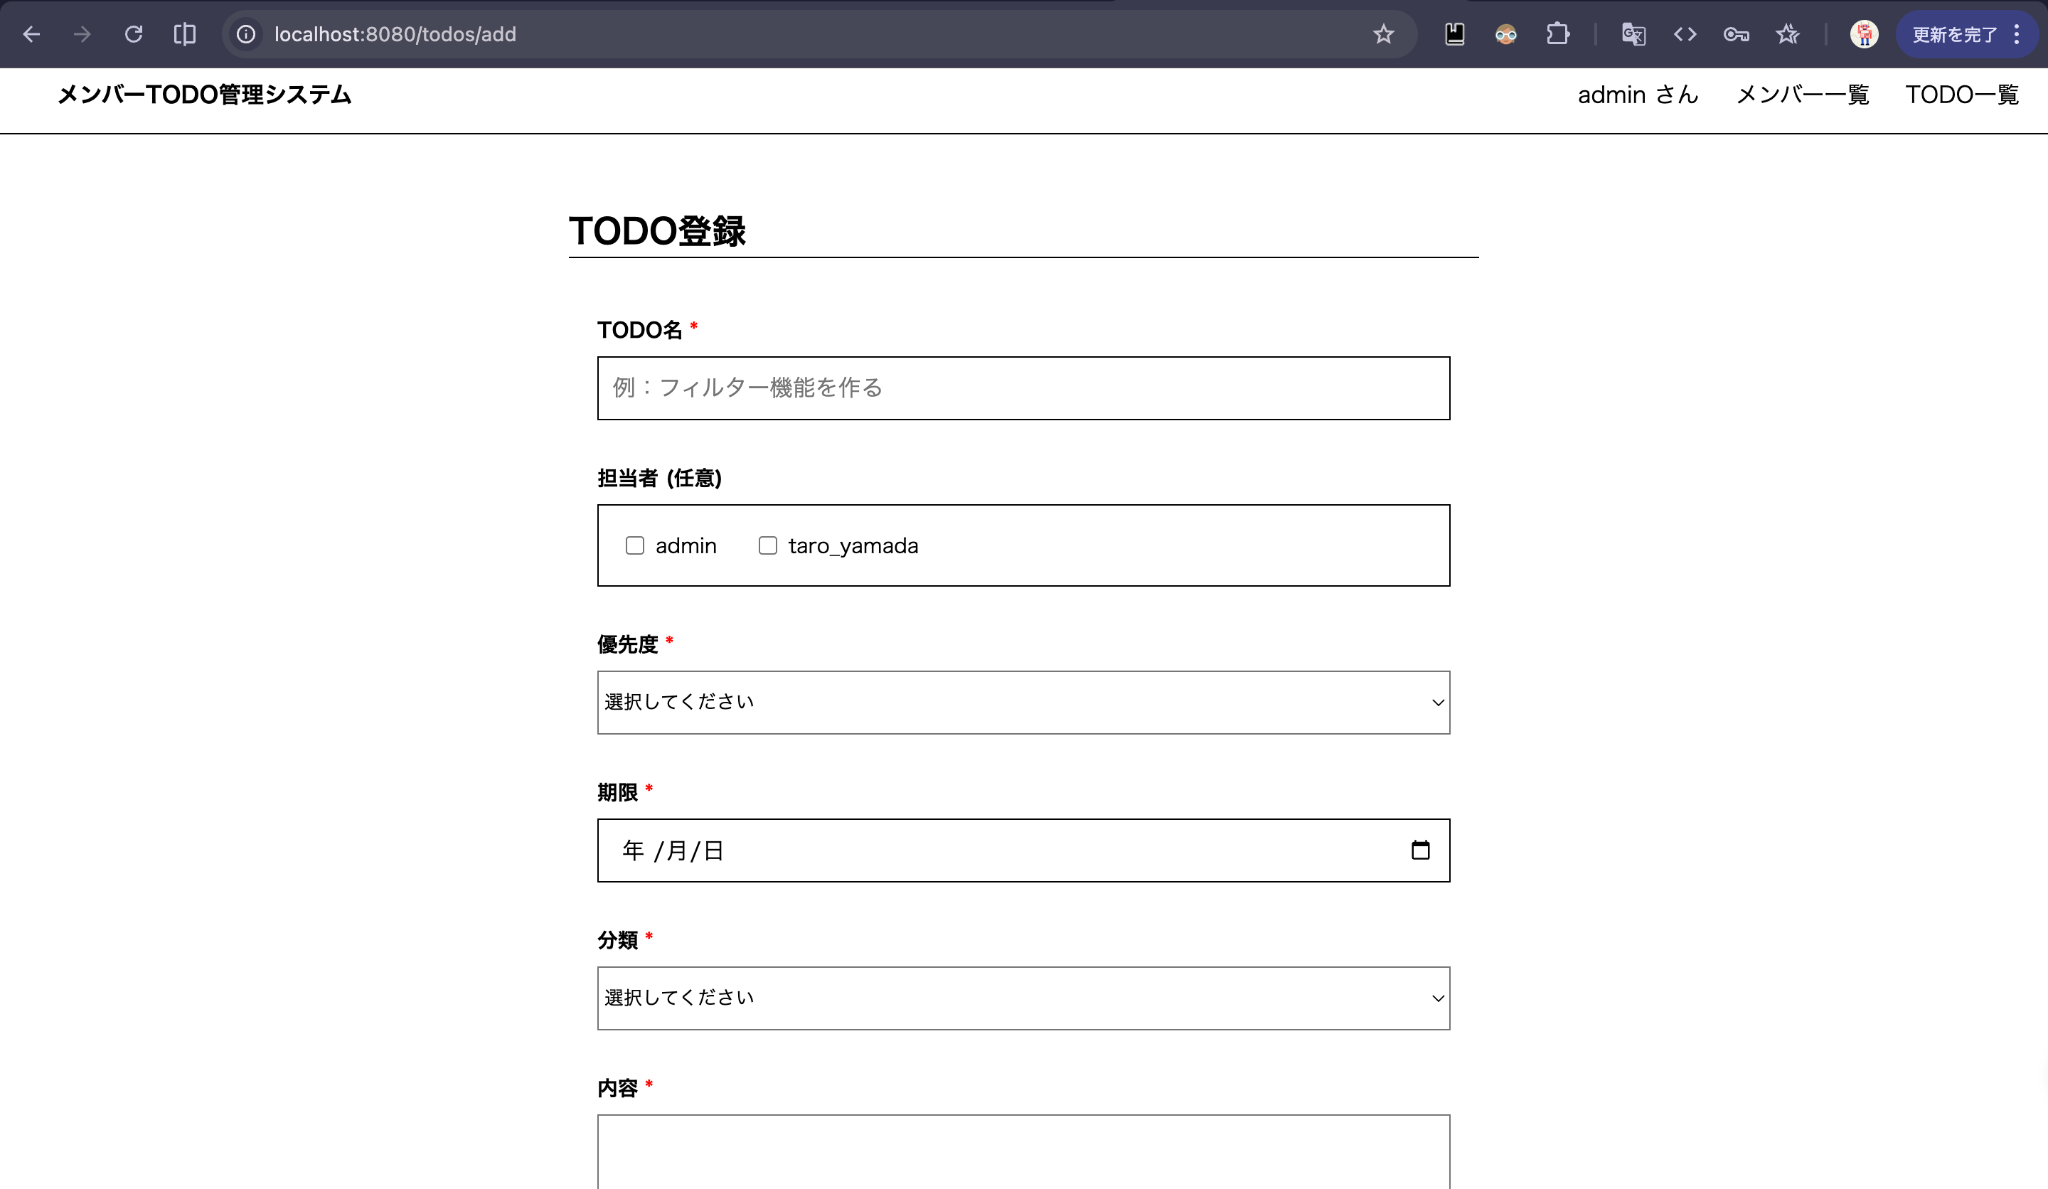 localhost:8080/todos/add
更新を完了
メンバーTODO管理システム
admin さん メンバー一覧 TODO一覧
TODO登録
TODO名 *
例：フィルター機能を作る
担当者 (任意)
admin taro_yamada
優先度 *
選択してください
期限 *
年 /月/日
分類 *
選択してください
内容 *